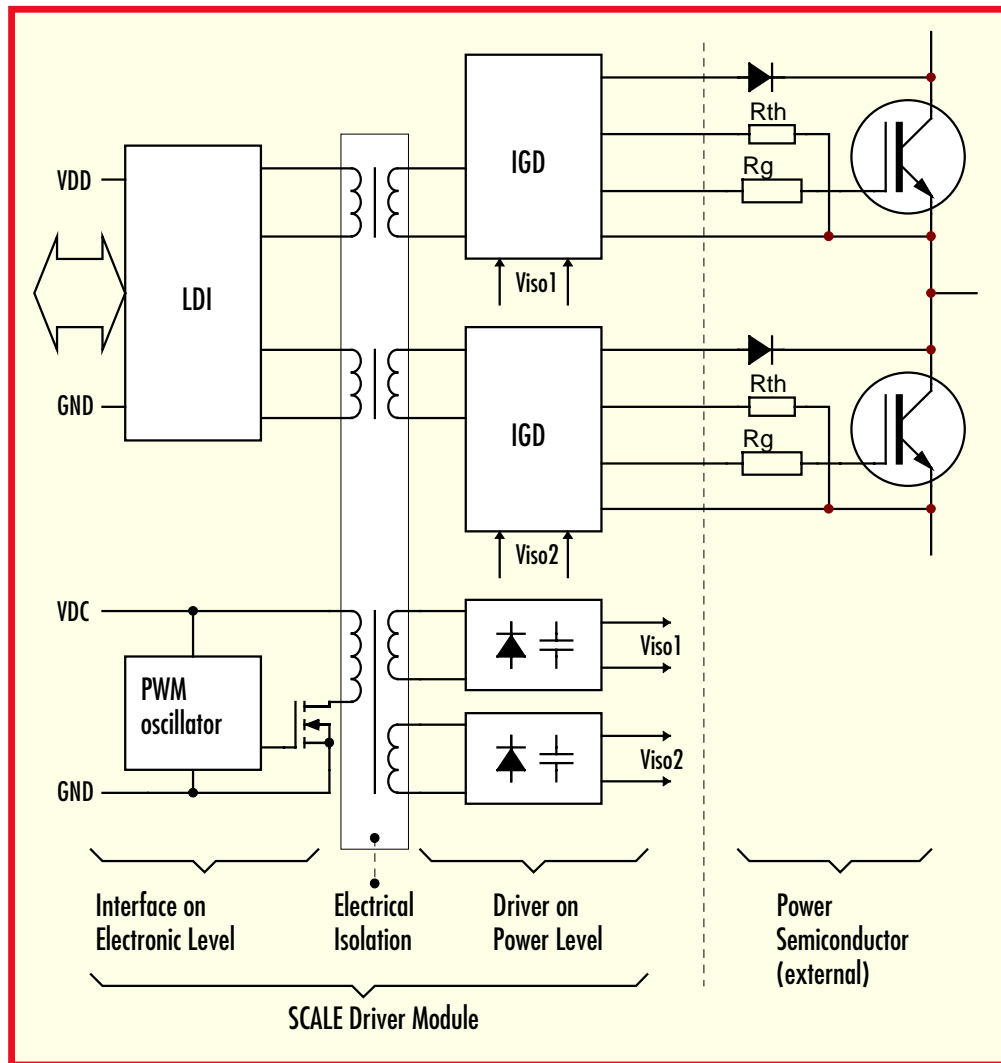 Rth
IGD
Rg
VDD
Viso1
LDI
Rth
GND
IGD
Rg
Viso2
VDC
Viso1
PWM
oscillator
Viso2
GND
Interface on
Electronic Level
Electrical
Isolation
Driver on
Power Level
Power
Semiconductor
(external)
SCALE Driver Module